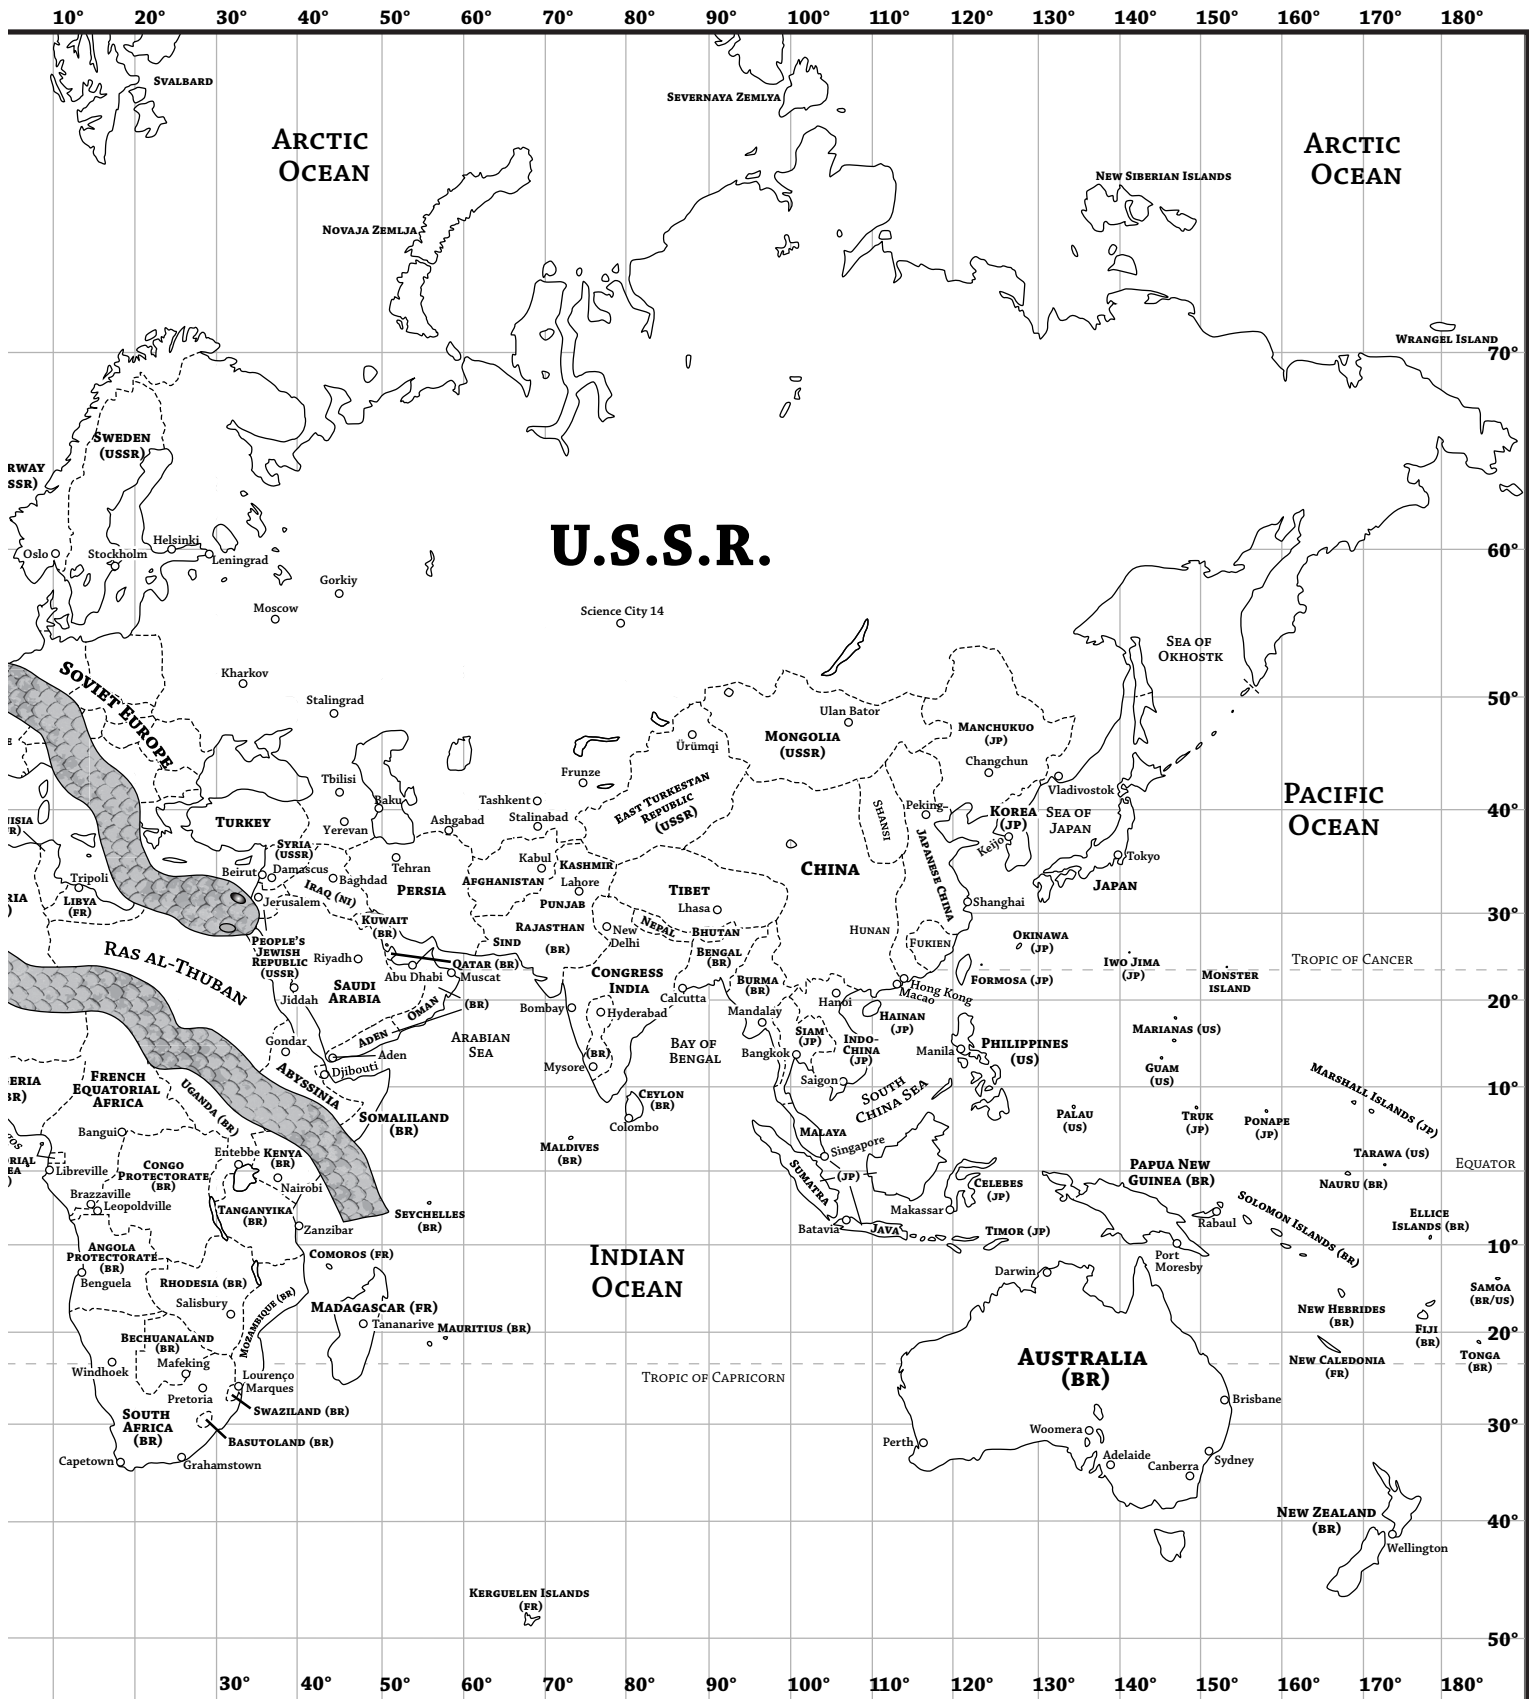 10° 20° 30° 40° 50° 60° 70° 80° 90° 100° 110° 120° 130° 140° 150° 160° 170° 180°
Svalbard
Severnaya Zemlya
Arctic
Ocean
Arctic
Ocean
New Siberian Islands
Novaja Zemlja
Wrangel Island
70°
Sweden
(USSR)
RWAY
SSR)
U.S.S.R.
Oslo
Stockholm
Helsinki
Leningrad
60°
Gorkiy
Moscow
Science City 14
Sea of
Okhostk
Kharkov
Soviet Europe
Stalingrad
50°
Ulan Bator
Mongolia
(USSR)
Manchukuo
(JP)
Changchun
Ürümqi
East Turkestan
Republic
(USSR)
Frunze
Tbilisi
Baku
Tashkent
Stalinabad
Ashgabad
Yerevan
Turkey
Vladivostok
Pacific
Ocean
Peking
Korea
(JP)
Sea of
Japan
Keijo
40°
Shansi
Japanese China
Tokyo
Japan
NISIA
R)
Syria
(USSR)
Beirut
Damascus
Baghdad
Tehran
Persia
Iraq (NI)
Jerusalem
Kabul
Kashmir
Afghanistan
Lahore
Punjab
China
Tibet
Lhasa
Shanghai
Tripoli
Libya
(FR)
RIA
)
30°
Kuwait
(BR)
Rajasthan
(BR)
Sind
New
Delhi
Nepal
Bhutan
Hunan
Fukien
Okinawa
(JP)
Ras al-Thuban
People's
Jewish
Republic
(USSR)
Riyadh
Qatar (BR)
Abu Dhabi
Muscat
Bengal
(BR)
Congress
India
Burma
(BR)
Iwo Jima
(JP)
Monster
Island
Formosa (JP)
Tropic of Cancer
Jiddah
Saudi
Arabia
Oman
(BR)
Calcutta
Hong Kong
Macao
Hanoi
20°
Bombay
Hyderabad
Mandalay
Hainan
(JP)
Marianas (US)
Gondar
Aden
Aden
Arabian
Sea
Bay of
Bengal
Siam
(JP)
Indo-
China
(JP)
Manila
Philippines
(US)
Bangkok
Djibouti
Mysore
(BR)
Saigon
Guam
(US)
Abyssinia
French
Equatorial
Africa
ERIA
BR)
Uganda (BR)
10°
Ceylon
(BR)
Colombo
South
China Sea
Marshall Islands (JP)
Somaliland
(BR)
Palau
(US)
Truk
(JP)
Ponape
(JP)
Bangui
Entebbe
Kenya
(BR)
Maldives
(BR)
Malaya
Singapore
Tarawa (US)
Equator
Libreville
Congo
Protectorate
(BR)
Nairobi
Sumatra
(JP)
Celebes
(JP)
Papua New
Guinea (BR)
Nauru (BR)
Brazzaville
Leopoldville
Tanganyika
(BR)
Zanzibar
Seychelles
(BR)
Makassar
Batavia
Java
Timor (JP)
Rabaul
Solomon Islands (BR)
Ellice
Islands (BR)
10°
Angola
Protectorate
(BR)
Benguela
Comoros (FR)
Indian
Ocean
Darwin
Port
Moresby
Rhodesia (BR)
Salisbury
Mozambique (BR)
Madagascar (FR)
Tananarive
Mauritius (BR)
Samoa
(BR/US)
New Hebrides
(BR)
Fiji
(BR)
20°
Bechuanaland
(BR)
Mafeking
Windhoek
Australia
(BR)
New Caledonia
(FR)
Tonga
(BR)
Tropic of Capricorn
Lourenço
Marques
Pretoria
Swaziland (BR)
Brisbane
South
Africa
(BR)
Basutoland (BR)
Woomera
30°
Perth
Adelaide
Canberra
Sydney
Capetown
Grahamstown
New Zealand
(BR)
40°
Wellington
Kerguelen Islands
(FR)
50°
30° 40° 50° 60° 70° 80° 90° 100° 110° 120° 130° 140° 150° 160° 170° 180°